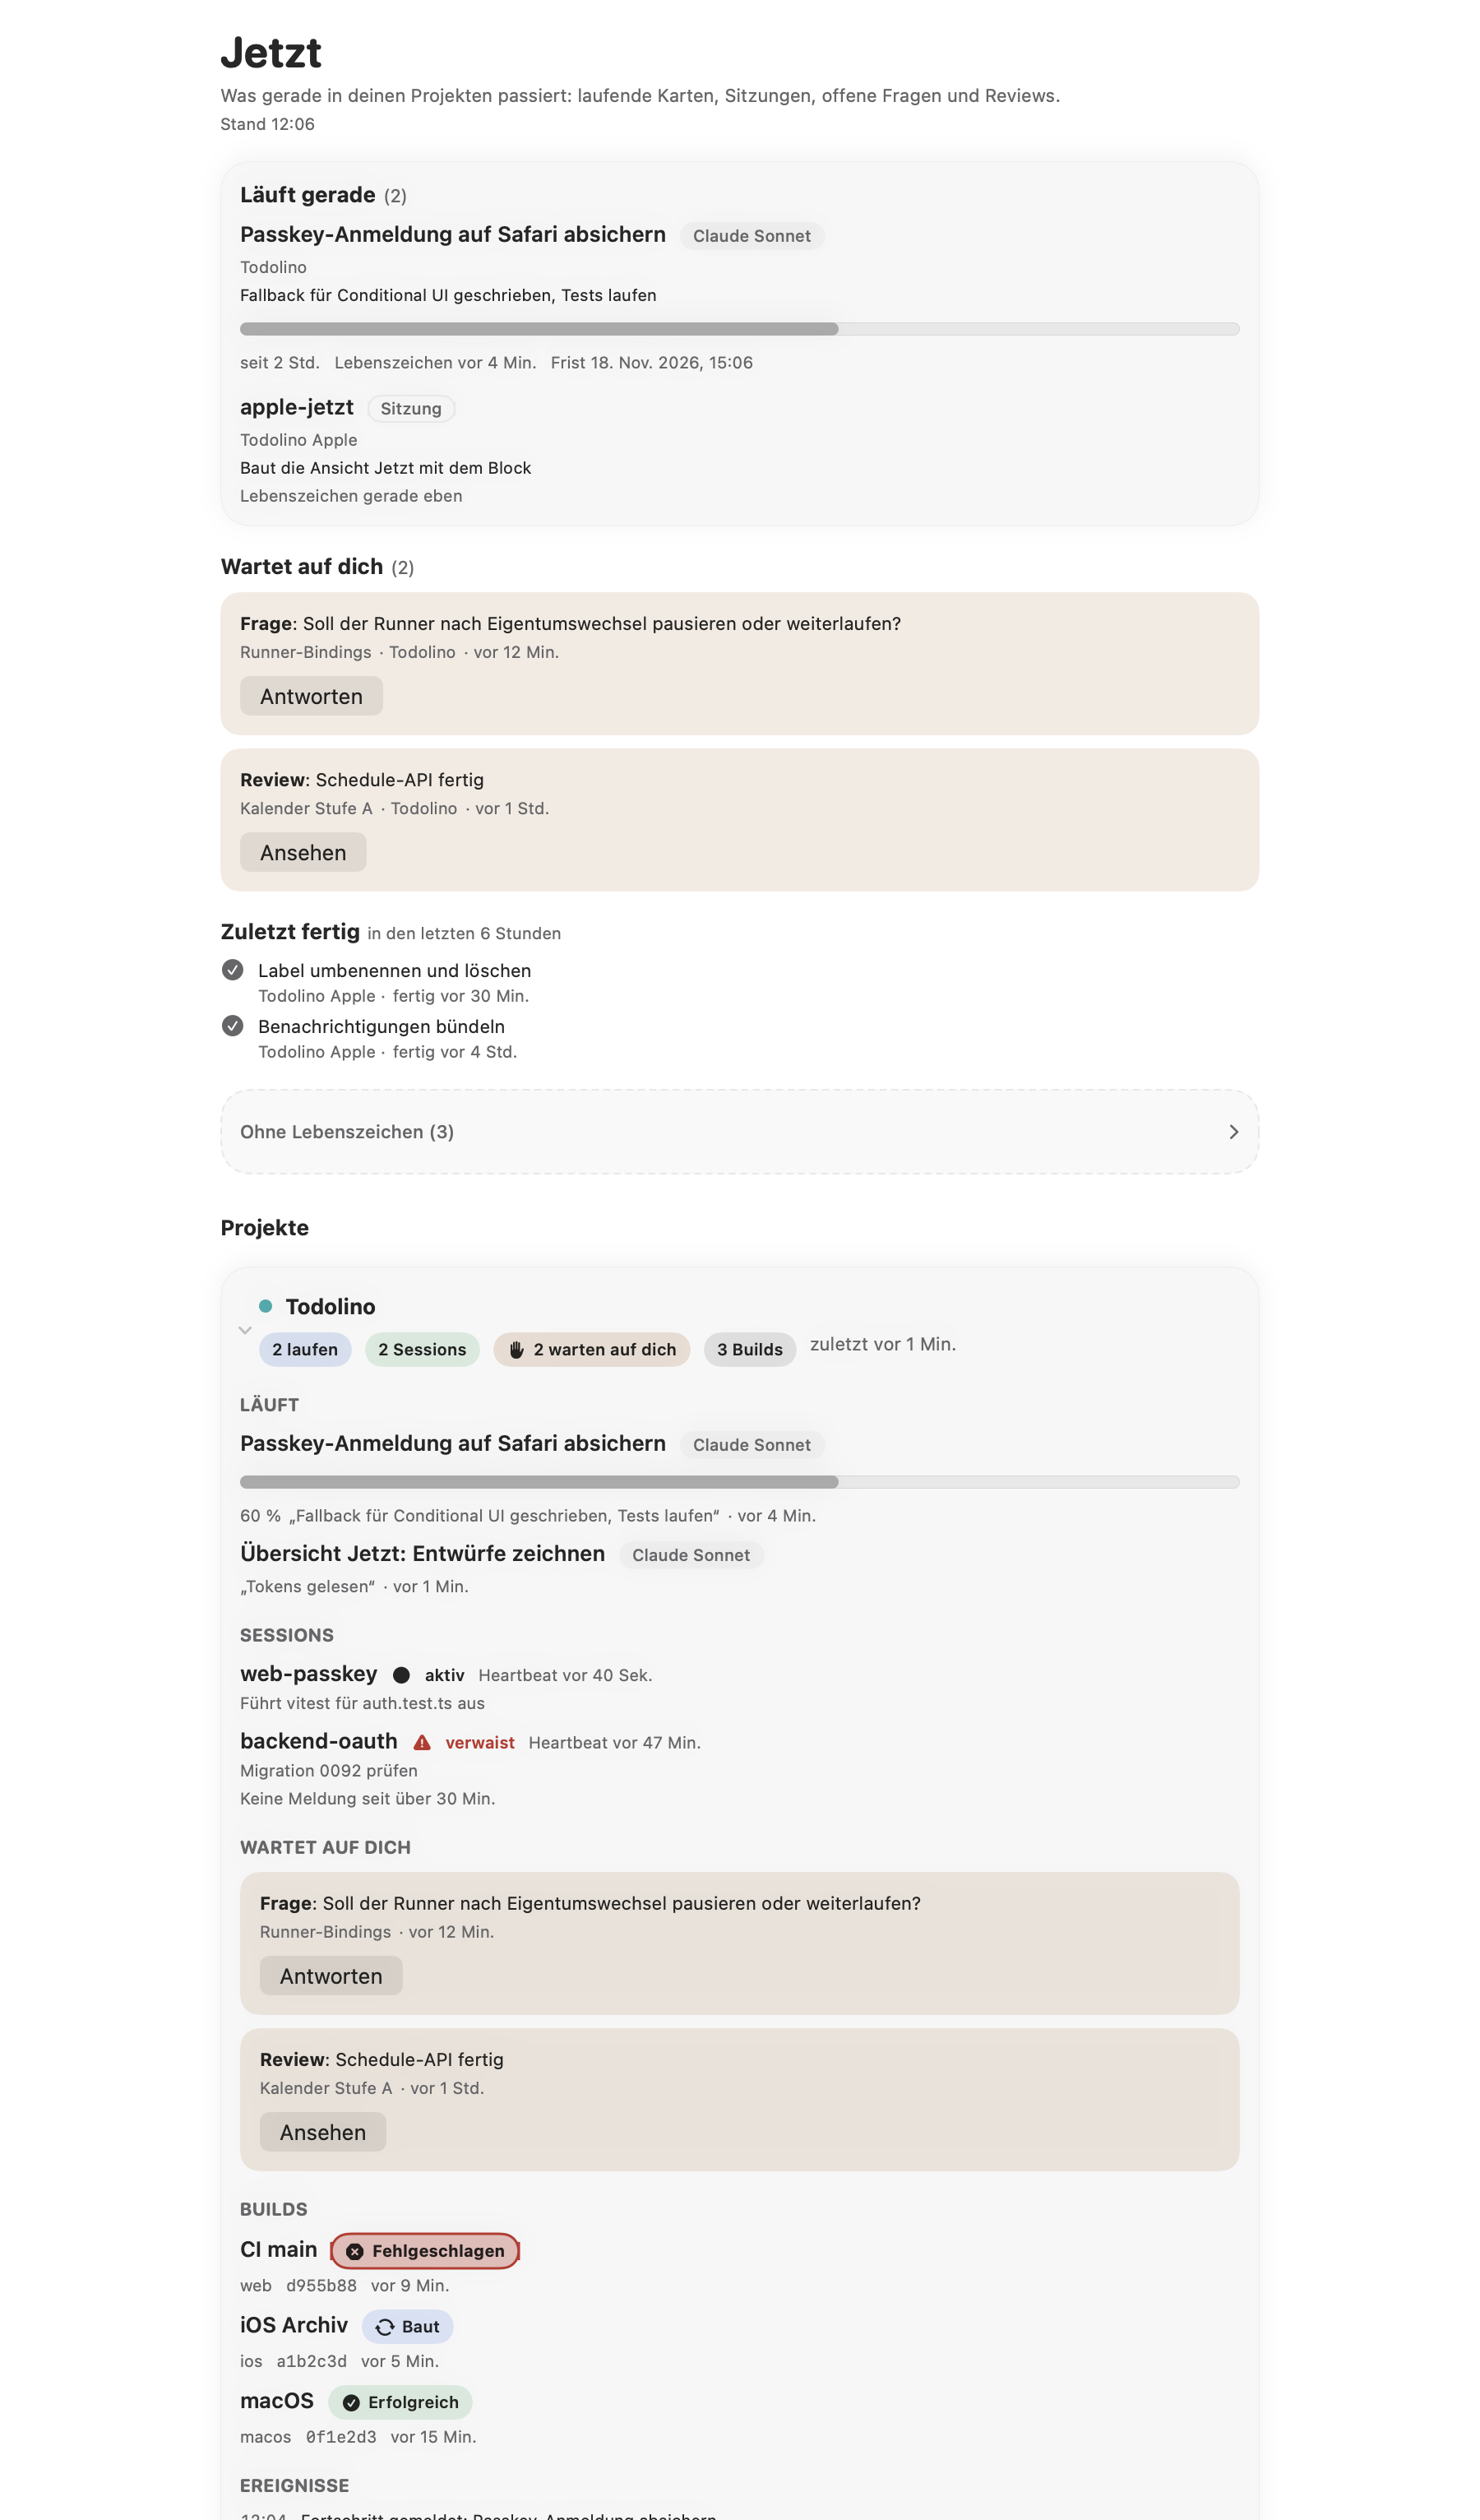 Jetzt
Was gerade in deinen Projekten passiert: laufende Karten, Sitzungen, offene Fragen und Reviews.
Stand 12:06
Läuft gerade (2)
Passkey-Anmeldung auf Safari absichern Claude Sonnet
Todolino
Fallback für Conditional UI geschrieben, Tests laufen
seit 2 Std. Lebenszeichen vor 4 Min. Frist 18. Nov. 2026, 15:06
apple-jetzt Sitzung
Todolino Apple
Baut die Ansicht Jetzt mit dem Block
Lebenszeichen gerade eben
Wartet auf dich (2)
Frage: Soll der Runner nach Eigentumswechsel pausieren oder weiterlaufen?
Runner-Bindings · Todolino · vor 12 Min.
Antworten
Review: Schedule-API fertig
Kalender Stufe A · Todolino · vor 1 Std.
Ansehen
Zuletzt fertig in den letzten 6 Stunden
Label umbenennen und löschen
Todolino Apple · fertig vor 30 Min.
Benachrichtigungen bündeln
Todolino Apple · fertig vor 4 Std.
Ohne Lebenszeichen (3)
Projekte
Todolino
2 laufen 2 Sessions 2 warten auf dich 3 Builds zuletzt vor 1 Min.
LÄUFT
Passkey-Anmeldung auf Safari absichern Claude Sonnet
60 % „Fallback für Conditional UI geschrieben, Tests laufen“ · vor 4 Min.
Übersicht Jetzt: Entwürfe zeichnen Claude Sonnet
„Tokens gelesen“ · vor 1 Min.
SESSIONS
web-passkey aktiv Heartbeat vor 40 Sek.
Führt vitest für auth.test.ts aus
backend-oauth verwaist Heartbeat vor 47 Min.
Migration 0092 prüfen
Keine Meldung seit über 30 Min.
WARTET AUF DICH
Frage: Soll der Runner nach Eigentumswechsel pausieren oder weiterlaufen?
Runner-Bindings · vor 12 Min.
Antworten
Review: Schedule-API fertig
Kalender Stufe A · vor 1 Std.
Ansehen
BUILDS
CI main Fehlgeschlagen
web d955b88 vor 9 Min.
iOS Archiv Baut
ios a1b2c3d vor 5 Min.
macOS Erfolgreich
macos 0f1e2d3 vor 15 Min.
EREIGNISSE
12:04 Fortschritt gemeldet: Passkey-Anmeldung absichern